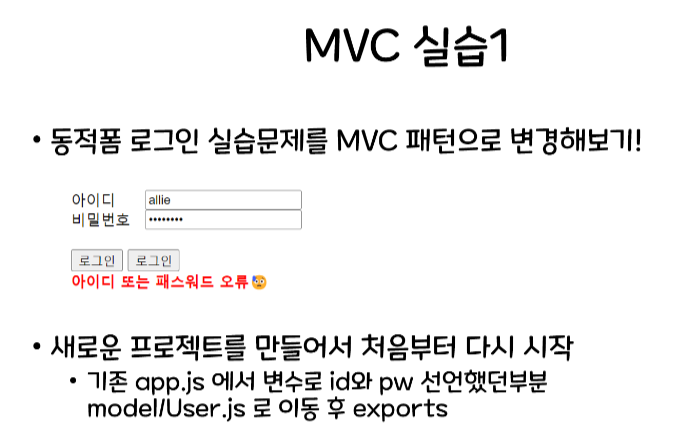 MVC 실습1
• 동적폼 로그인 실습문제를 MVC 패턴으로 변경해보기!
아이디 allie
비밀번호 ••••••••
로그인 로그인
아이디 또는 패스워드 오류😰
• 새로운 프로젝트를 만들어서 처음부터 다시 시작
• 기존 app.js 에서 변수로 id와 pw 선언했던부분
model/User.js 로 이동 후 exports